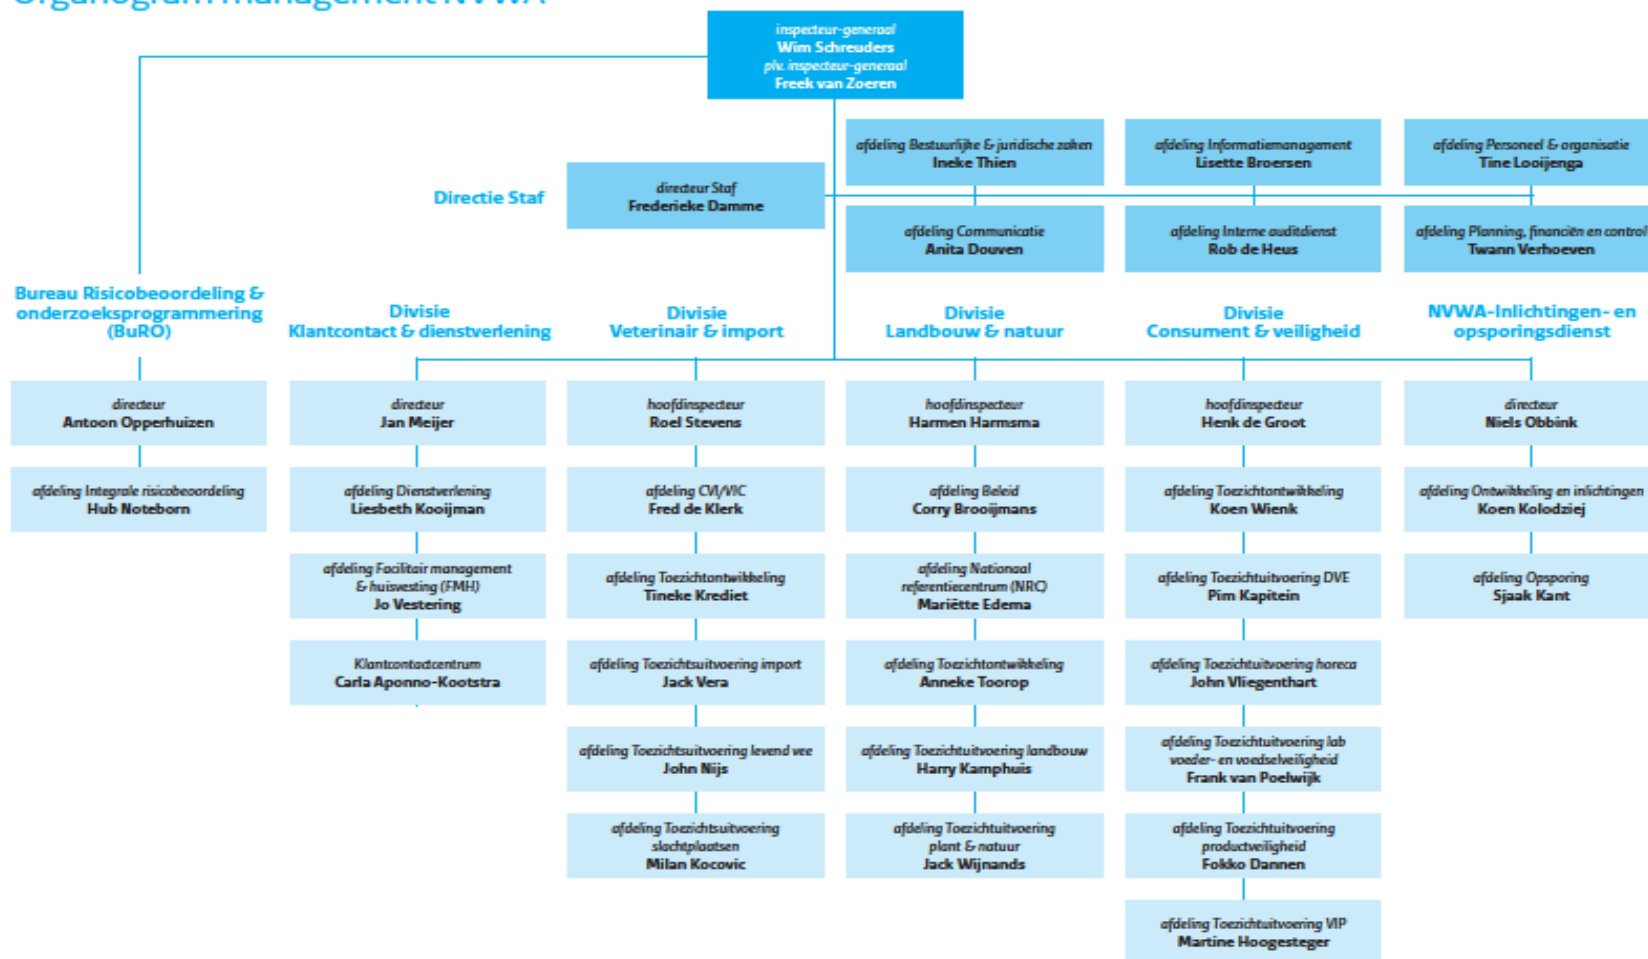 Organogram management NVWA
inspecteur-generaal
Wim Schreuders
plv. inspecteur-generaal
Freek van Zoeren
afdeling Bestuurlijke & juridische zaken
Ineke Thien
afdeling Informatiemanagement
Lisette Broersen
afdeling Personeel & organisatie
Tine Looijenga
Directie Staf
directeur Staf
Frederieke Damme
afdeling Communicatie
Anita Douven
afdeling Interne auditdienst
Rob de Heus
afdeling Planning, financiën en control
Twann Verhoeven
Bureau Risicobeoordeling &
onderzoeksprogrammering
(BuRO)
directeur
Antoon Opperhuizen
afdeling Integrale risicobeoordeling
Hub Noteborn
Divisie
Klantcontact & dienstverlening
directeur
Jan Meijer
afdeling Dienstverlening
Liesbeth Kooijman
afdeling Facilitair management
& huisvesting (FMH)
Jo Vestering
Klantcontactcentrum
Carla Aponno-Kootstra
Divisie
Veterinair & import
hoofdinspecteur
Roel Stevens
afdeling CVI/VIC
Fred de Klerk
afdeling Toezichtontwikkeling
Tineke Krediet
afdeling Toezichtsuitvoering import
Jack Vera
afdeling Toezichtsuitvoering levend vee
John Nijs
afdeling Toezichtsuitvoering
slachtplaatsen
Milan Kocovic
Divisie
Landbouw & natuur
hoofdinspecteur
Harmen Harmsma
afdeling Beleid
Corry Brooijmans
afdeling Nationaal
referentiecentrum (NRC)
Mariëtte Edema
afdeling Toezichtontwikkeling
Anneke Toorop
afdeling Toezichtuitvoering landbouw
Harry Kamphuis
afdeling Toezichtuitvoering
plant & natuur
Jack Wijnands
Divisie
Consument & veiligheid
hoofdinspecteur
Henk de Groot
afdeling Toezichtontwikkeling
Koen Wienk
afdeling Toezichtuitvoering DVE
Pim Kapitein
afdeling Toezichtuitvoering horeca
John Vliegenthart
afdeling Toezichtuitvoering lab
voeder- en voedselveiligheid
Frank van Poelwijk
afdeling Toezichtuitvoering
productveiligheid
Fokko Dannen
afdeling Toezichtuitvoering VIP
Martine Hoogesteger
NVWA-Inlichtingen- en
opsporingsdienst
directeur
Niels Obbink
afdeling Ontwikkeling en inlichtingen
Koen Kolodziej
afdeling Opsporing
Sjaak Kant